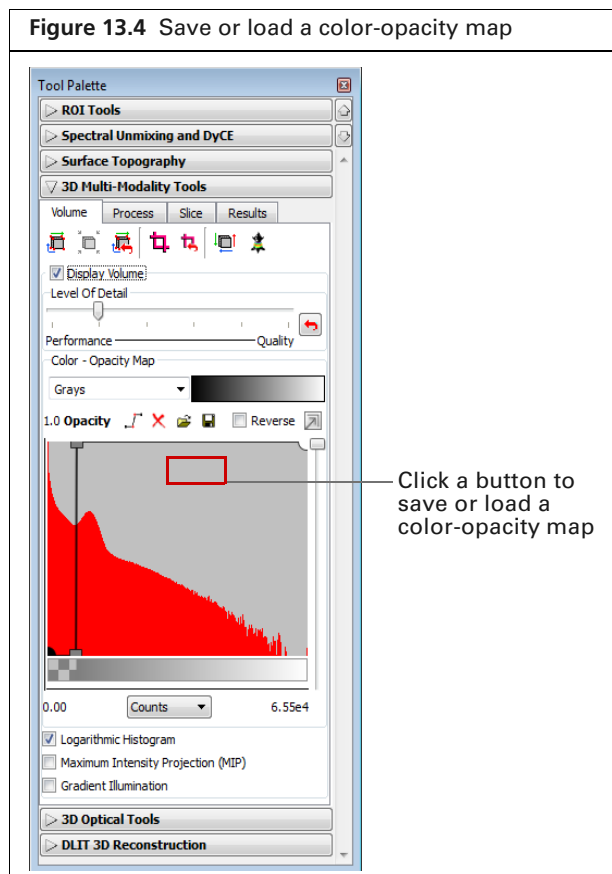 Figure 13.4 Save or load a color-opacity map
Tool Palette
ROI Tools
Spectral Unmixing and DyCE
Surface Topography
3D Multi-Modality Tools
Volume Process Slice Results
Display Volume
Level Of Detail
Performance Quality
Color - Opacity Map
Grays
1.0 Opacity Reverse
Click a button to
save or load a
color-opacity map
0.00 Counts 6.55e4
Logarithmic Histogram
Maximum Intensity Projection (MIP)
Gradient Illumination
3D Optical Tools
DLIT 3D Reconstruction